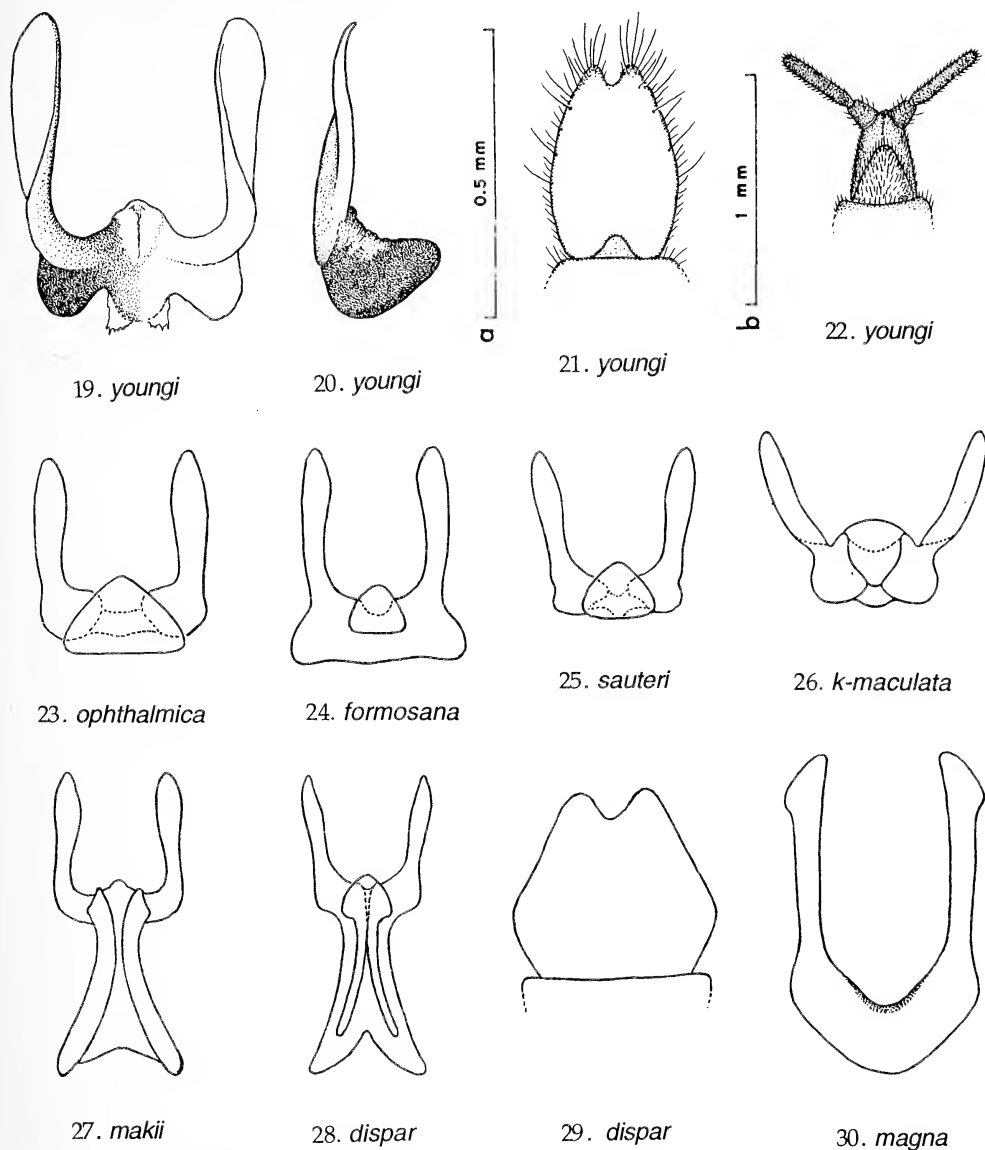 0.5 mm
a
1 mm
b
19. youngi
20. youngi
21. youngi
22. youngi
23. ophthalmica
24. formosana
25. sauteri
26. k-maculata
27. makii
28. dispar
29. dispar
30. magna